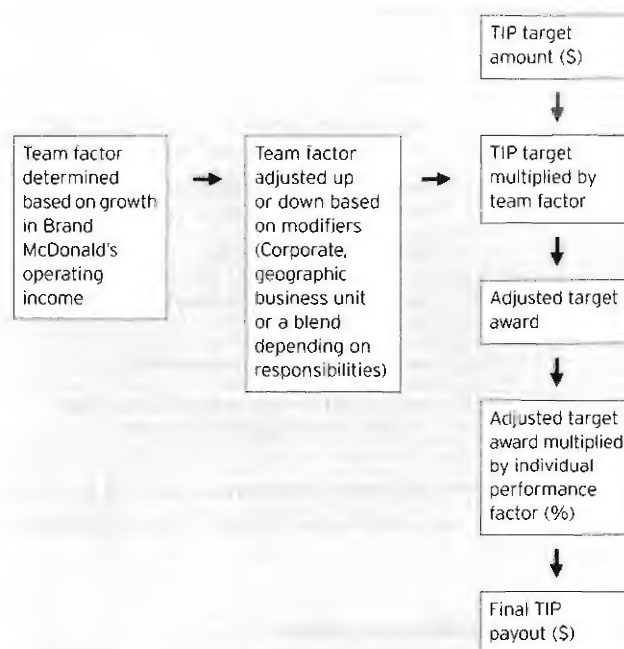 TIP target
amount ($)
Team factor
determined
based on growth
in Brand
McDonald's
operating
income
Team factor
adjusted up
or down based
on modifiers
(Corporate,
geographic
business unit
or a blend
depending on
responsibilities)
TIP target
multiplied by
team factor
Adjusted target
award
Adjusted target
award multiplied
by individual
performance
factor (%)
Final TIP
payout ($)